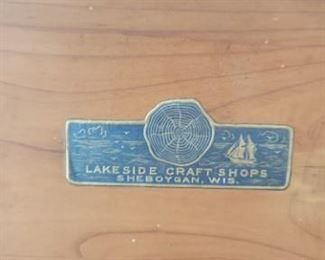 LAKESIDE CRAFT SHOPS
SHEBOYGAN, WIS.